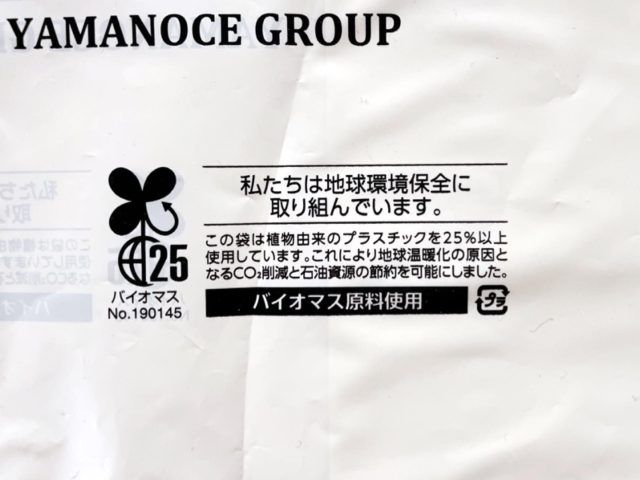 YAMANOCE GROUP
私たちは地球環境保全に
取り組んでいます。
この袋は植物由来のプラスチックを25%以上
使用しています。これにより地球温暖化の原因と
なるCO₂削減と石油資源の節約を可能にしました。
25
バイオマス
No.190145
バイオマス原料使用
プラ